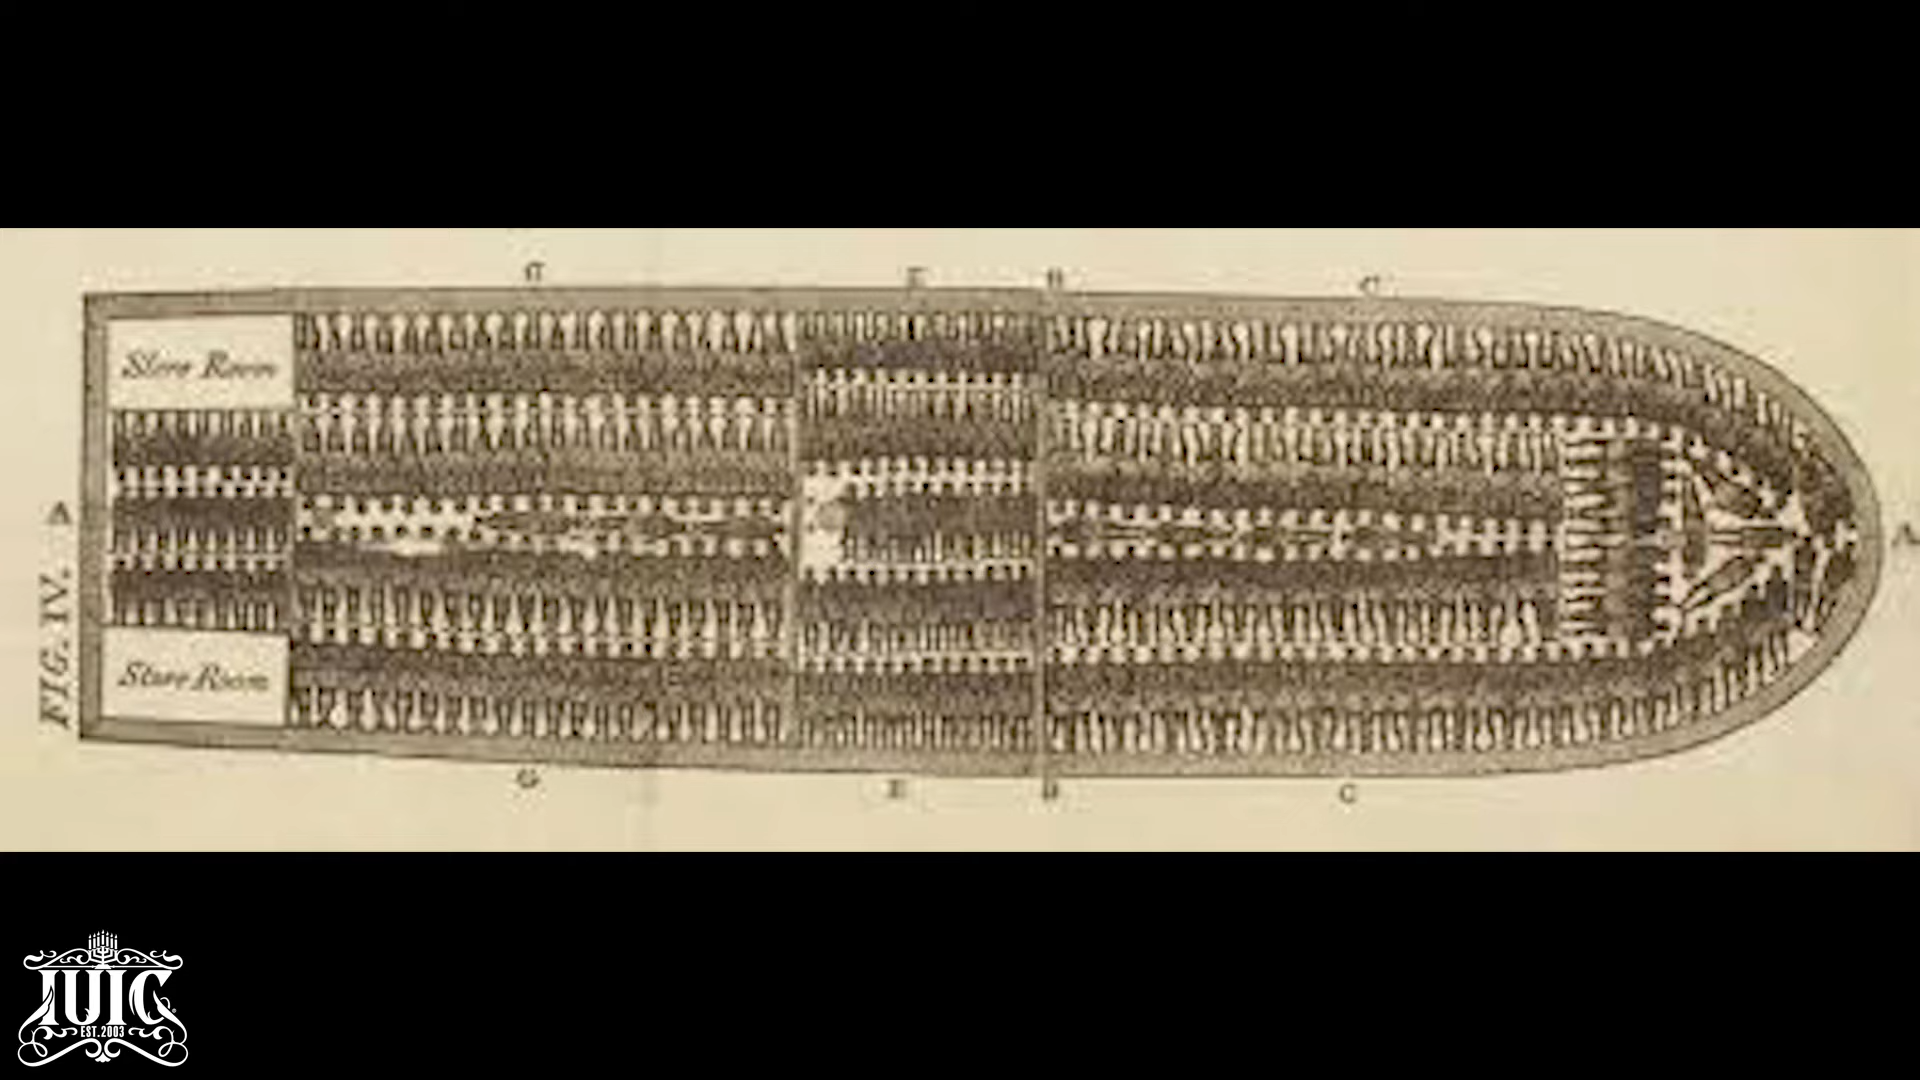 G F B C
Store Room
A
A
FIG. IV.
Store Room
G E B C
IUIC
EST. 2003